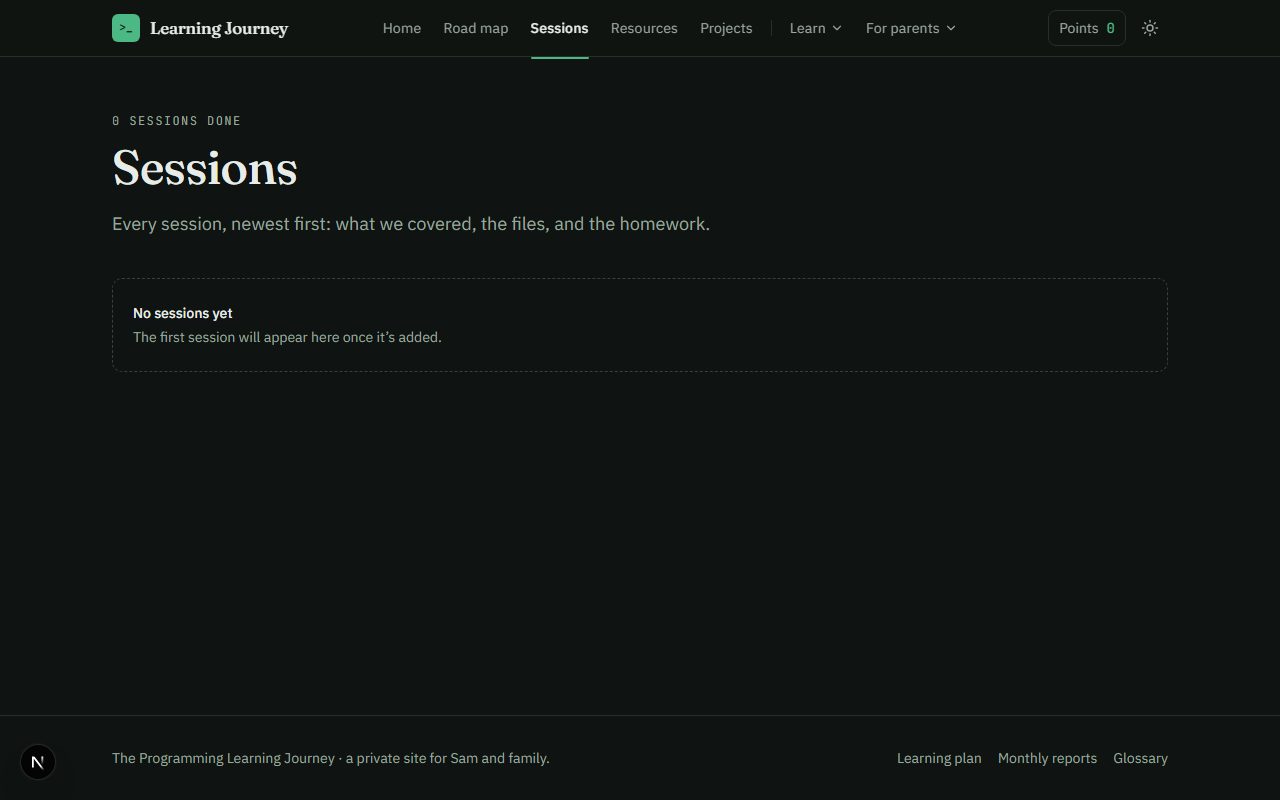 >_ Learning Journey
Home
Road map
Sessions
Resources
Projects
Learn
For parents
Points 0
0 SESSIONS DONE
Sessions
Every session, newest first: what we covered, the files, and the homework.
No sessions yet
The first session will appear here once it’s added.
The Programming Learning Journey · a private site for Sam and family.
Learning plan
Monthly reports
Glossary
N